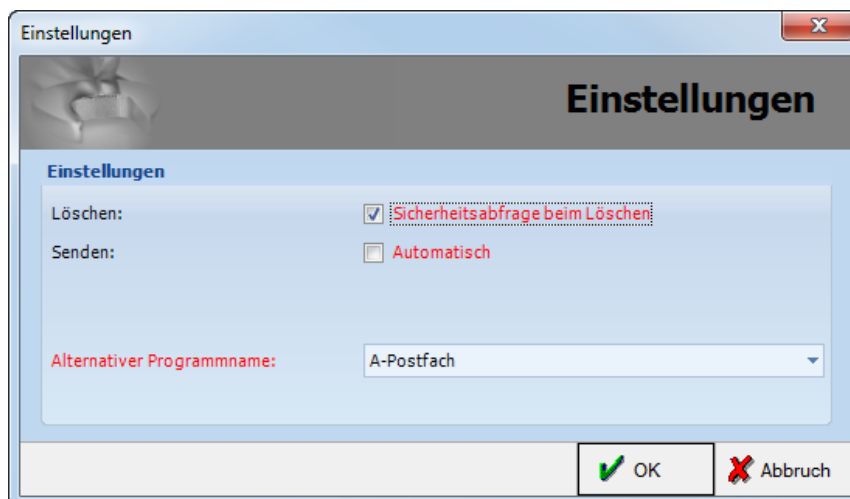 Einstellungen
Einstellungen
Einstellungen
Löschen: Sicherheitsabfrage beim Löschen
Senden: Automatisch
Alternativer Programmname: A-Postfach
OK Abbruch